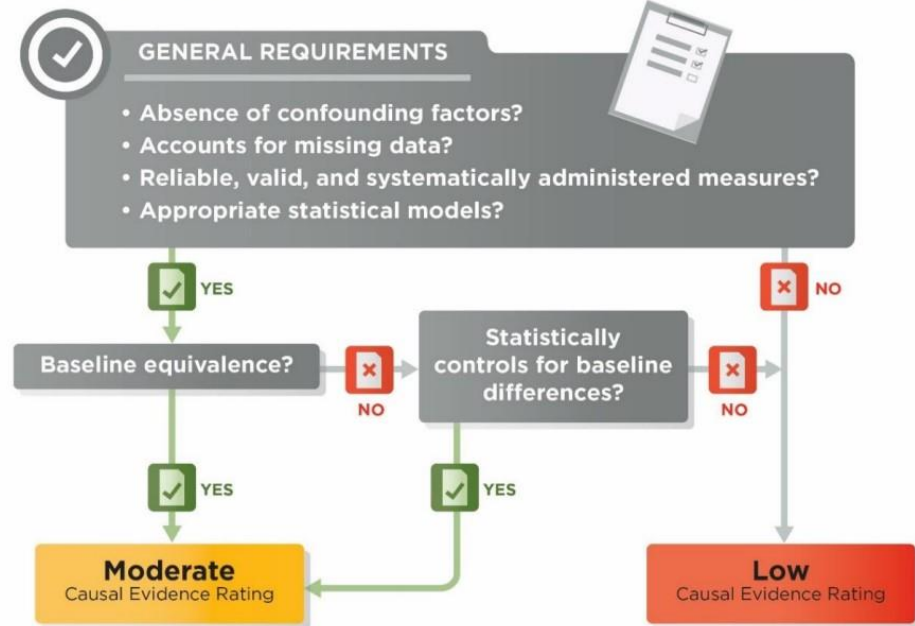 GENERAL REQUIREMENTS
• Absence of confounding factors?
• Accounts for missing data?
• Reliable, valid, and systematically administered measures?
• Appropriate statistical models?
YES
NO
Baseline equivalence?
NO
Statistically
controls for baseline
differences?
NO
YES
YES
Moderate
Causal Evidence Rating
Low
Causal Evidence Rating